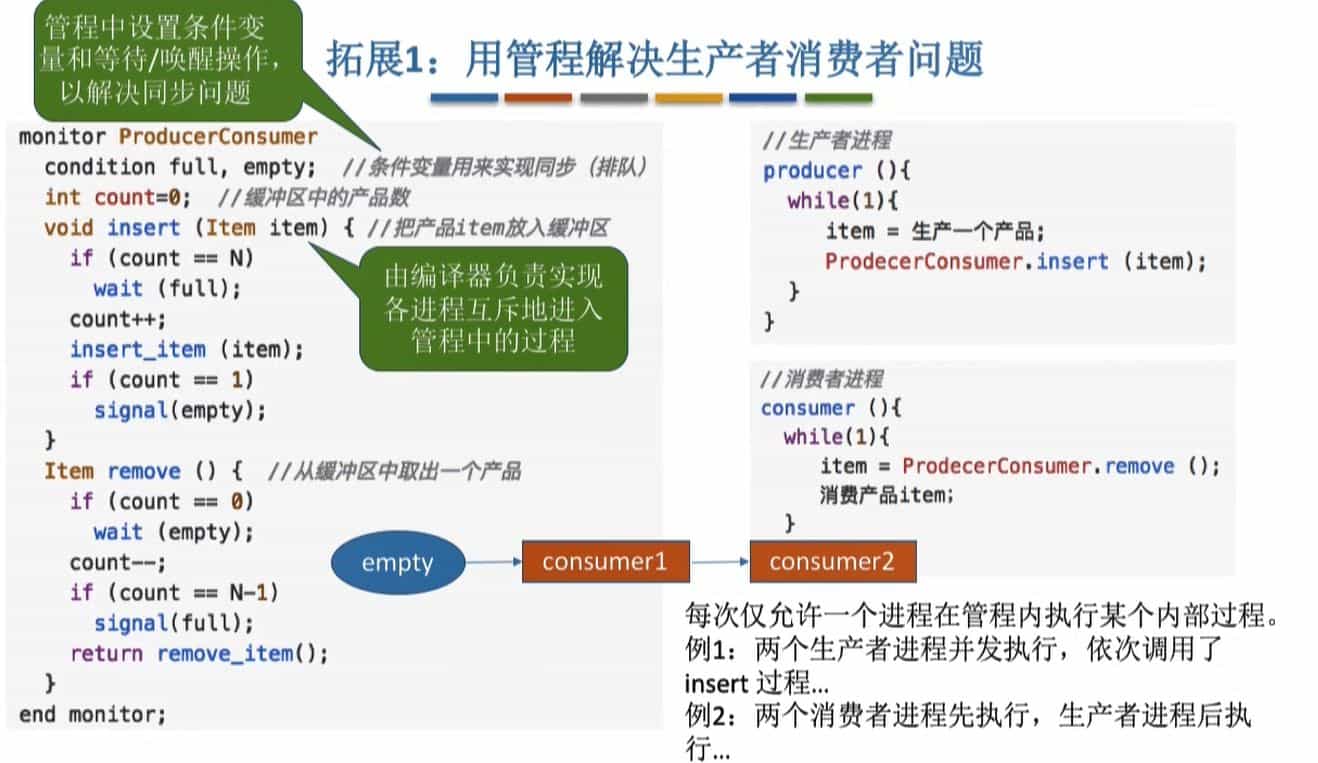 管程中设置条件变
量和等待/唤醒操作，
以解决同步问题
拓展1：用管程解决生产者消费者问题
monitor ProducerConsumer
condition full, empty; //条件变量用来实现同步（排队）
int count=0; //缓冲区中的产品数
void insert (Item item) { //把产品item放入缓冲区
if (count == N)
wait (full);
count++;
insert_item (item);
if (count == 1)
signal(empty);
}
Item remove () { //从缓冲区中取出一个产品
if (count == 0)
wait (empty);
count--;
if (count == N-1)
signal(full);
return remove_item();
}
end monitor;
由编译器负责实现
各进程互斥地进入
管程中的过程
//生产者进程
producer (){
while(1){
item = 生产一个产品;
ProdecerConsumer.insert (item);
}
}
//消费者进程
consumer (){
while(1){
item = ProdecerConsumer.remove ();
消费产品item;
}
empty
consumer1
consumer2
每次仅允许一个进程在管程内执行某个内部过程。
例1：两个生产者进程并发执行，依次调用了
insert 过程...
例2：两个消费者进程先执行，生产者进程后执
行...